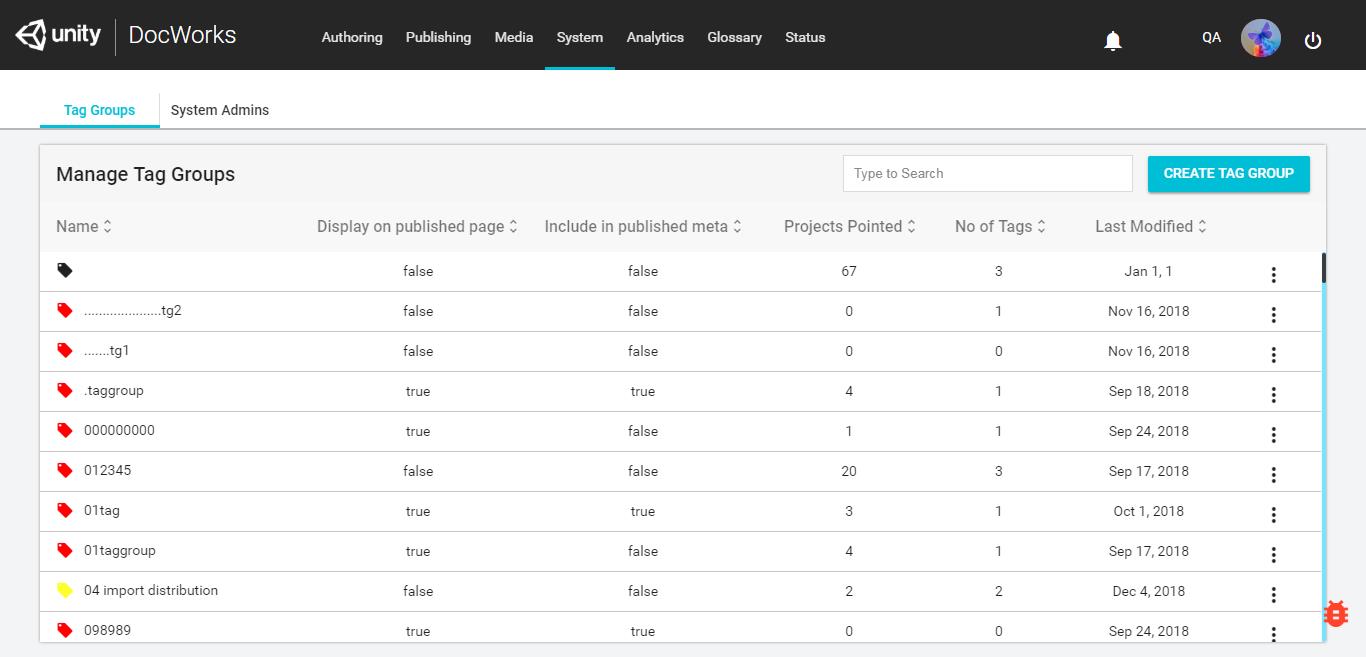 unity DocWorks Authoring Publishing Media System Analytics Glossary Status QA
Tag Groups System Admins
Manage Tag Groups Type to Search CREATE TAG GROUP
Name Display on published page Include in published meta Projects Pointed No of Tags Last Modified
false false 67 3 Jan 1, 1
.....................tg2 false false 0 1 Nov 16, 2018
.......tg1 false false 0 0 Nov 16, 2018
.taggroup true true 4 1 Sep 18, 2018
000000000 true false 1 1 Sep 24, 2018
012345 false false 20 3 Sep 17, 2018
01tag true true 3 1 Oct 1, 2018
01taggroup true false 4 1 Sep 17, 2018
04 import distribution false false 2 2 Dec 4, 2018
098989 true true 0 0 Sep 24, 2018